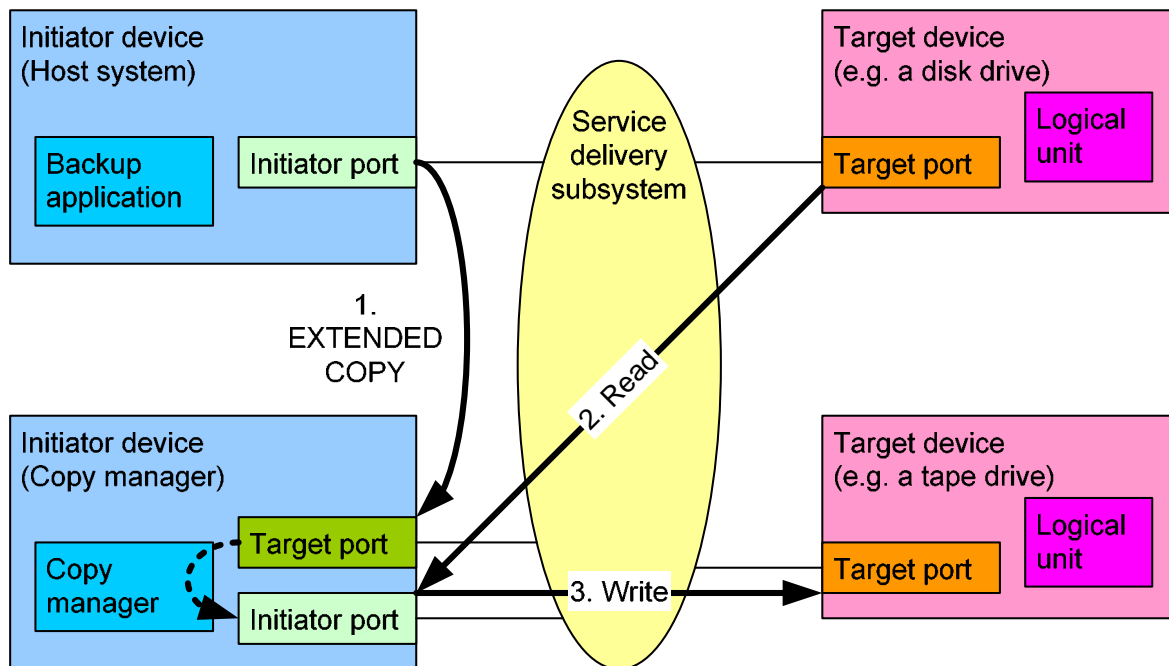 Initiator device
(Host system)
Backup
application
Initiator port
Service
delivery
subsystem
Target device
(e.g. a disk drive)
Logical
unit
Target port
1.
EXTENDED
COPY
2. Read
Initiator device
(Copy manager)
Target port
Copy
manager
Initiator port
3. Write
Target device
(e.g. a tape drive)
Logical
unit
Target port